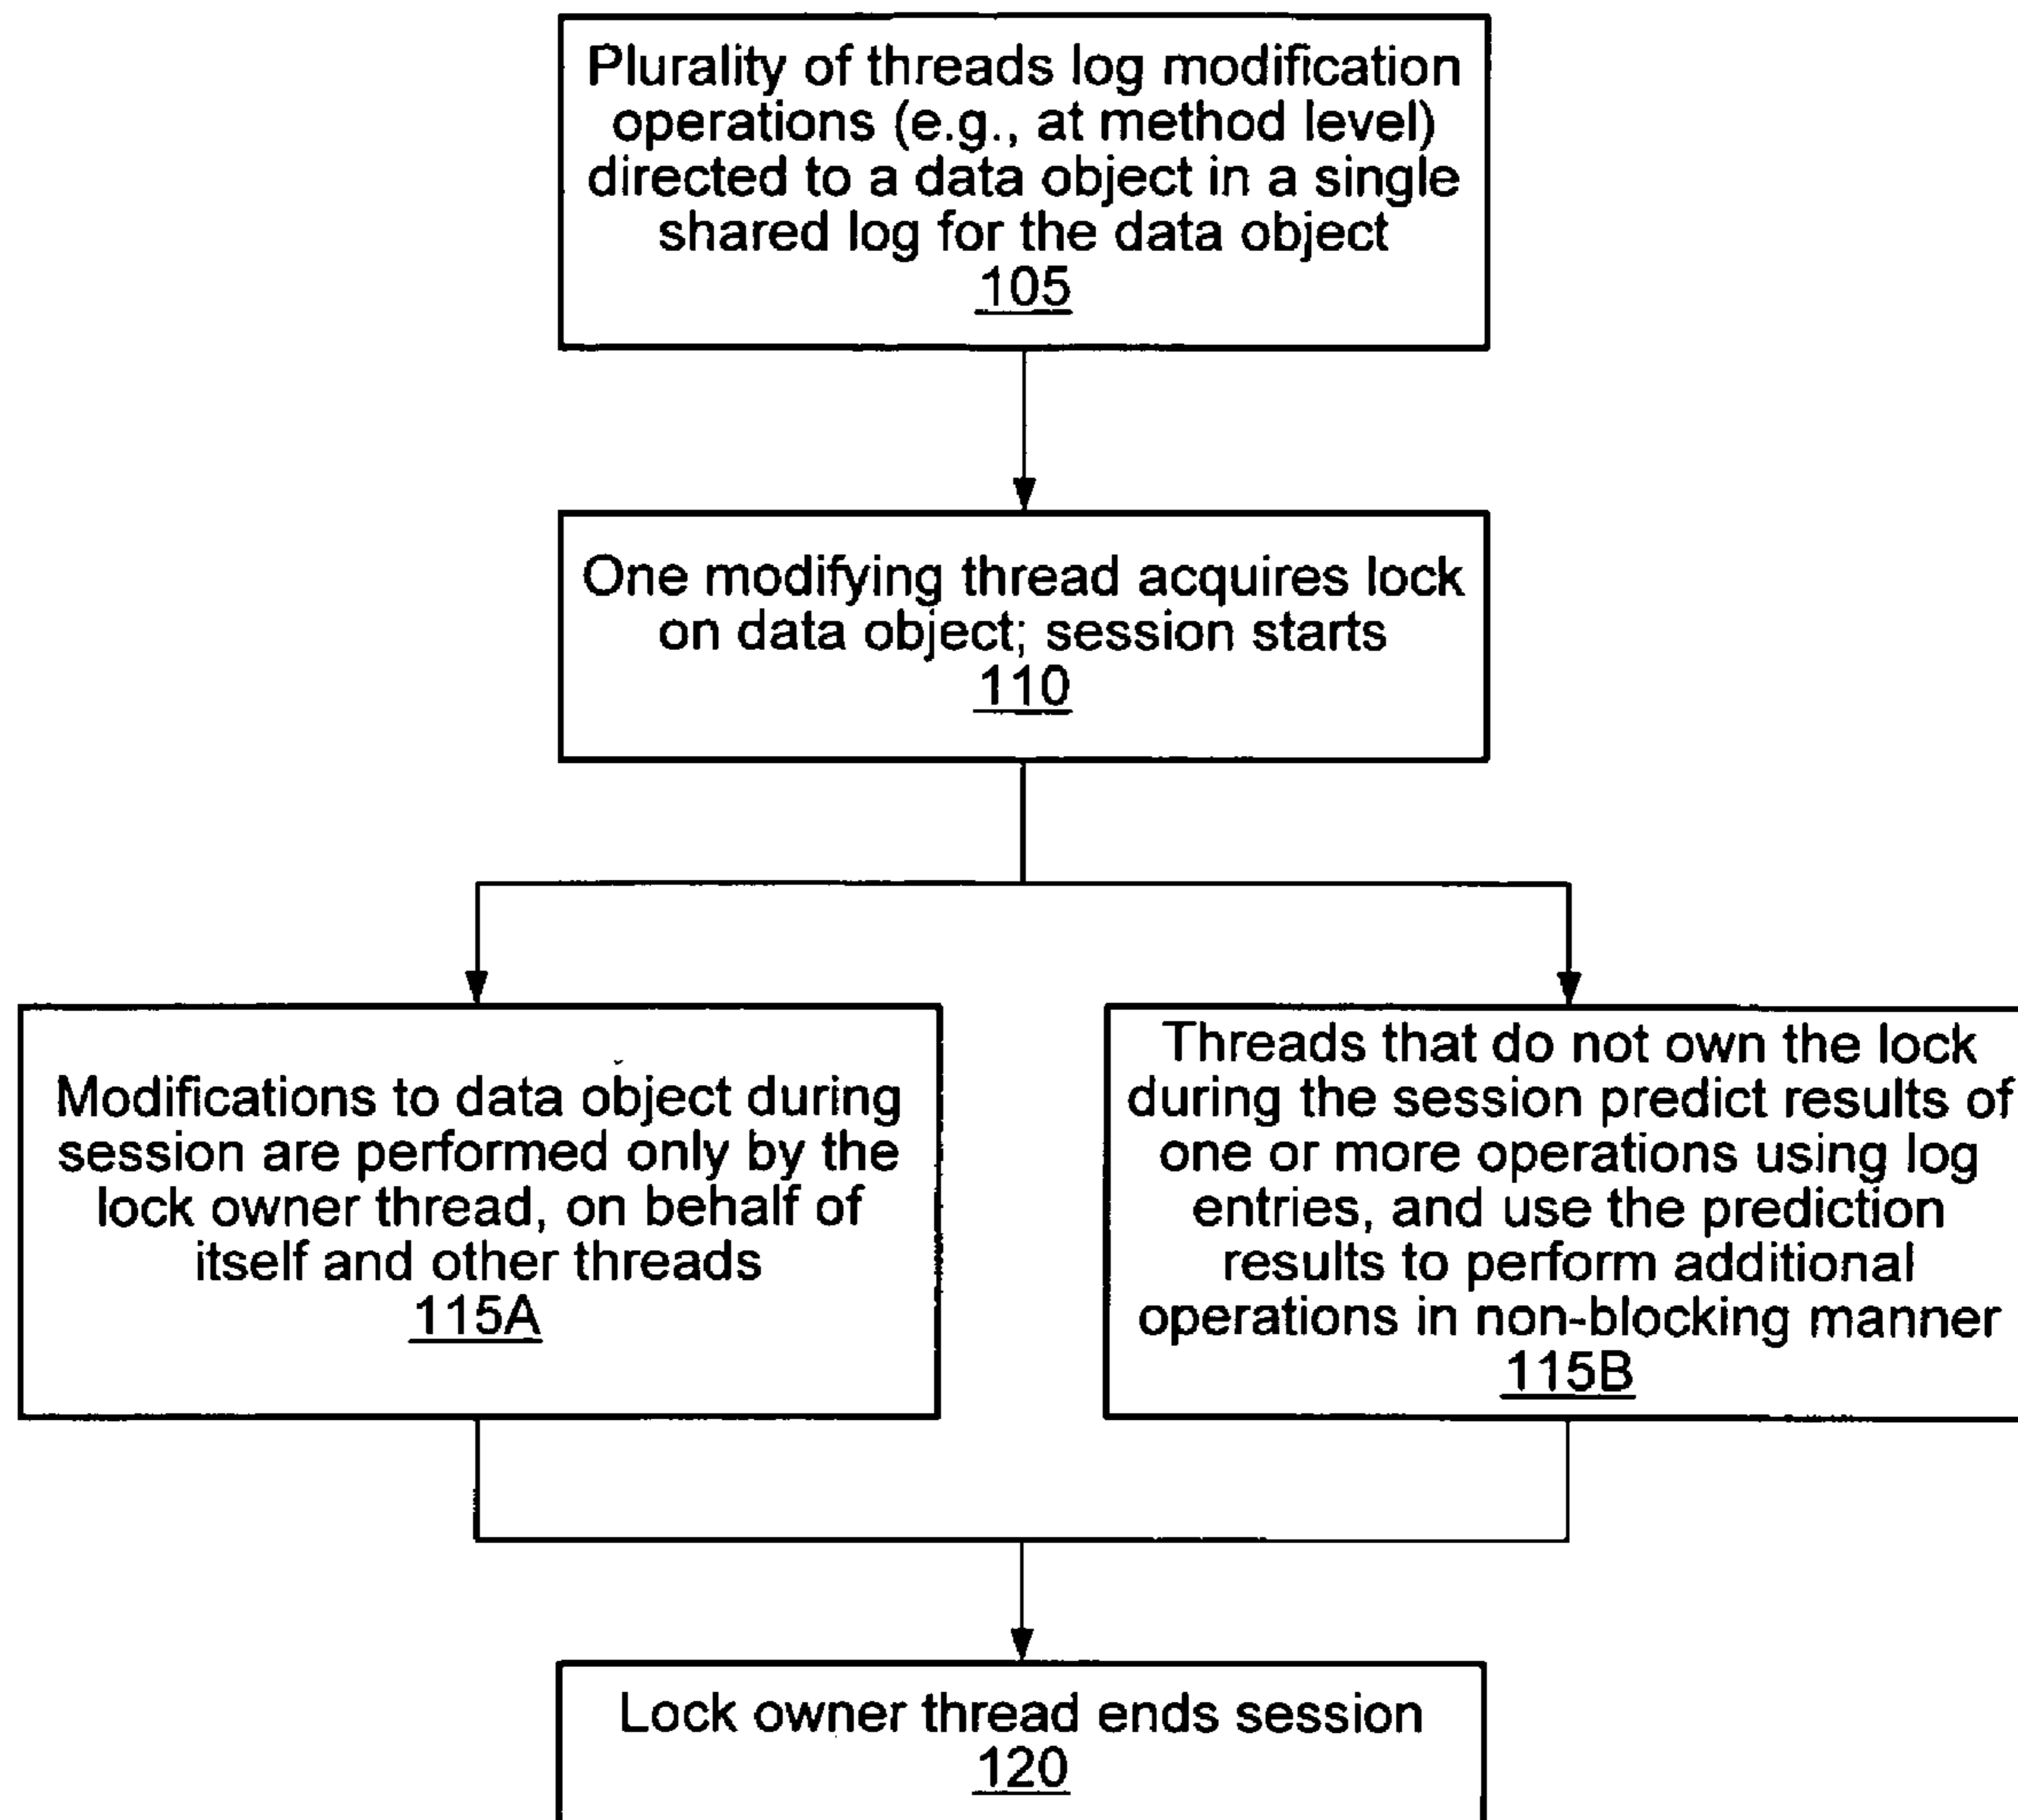 Plurality of threads log modification
operations (e.g., at method level)
directed to a data object in a single
shared log for the data object
105
One modifying thread acquires lock
on data object; session starts
110
Modifications to data object during
session are performed only by the
lock owner thread, on behalf of
itself and other threads
115A
Threads that do not own the lock
during the session predict results of
one or more operations using log
entries, and use the prediction
results to perform additional
operations in non-blocking manner
115B
Lock owner thread ends session
120